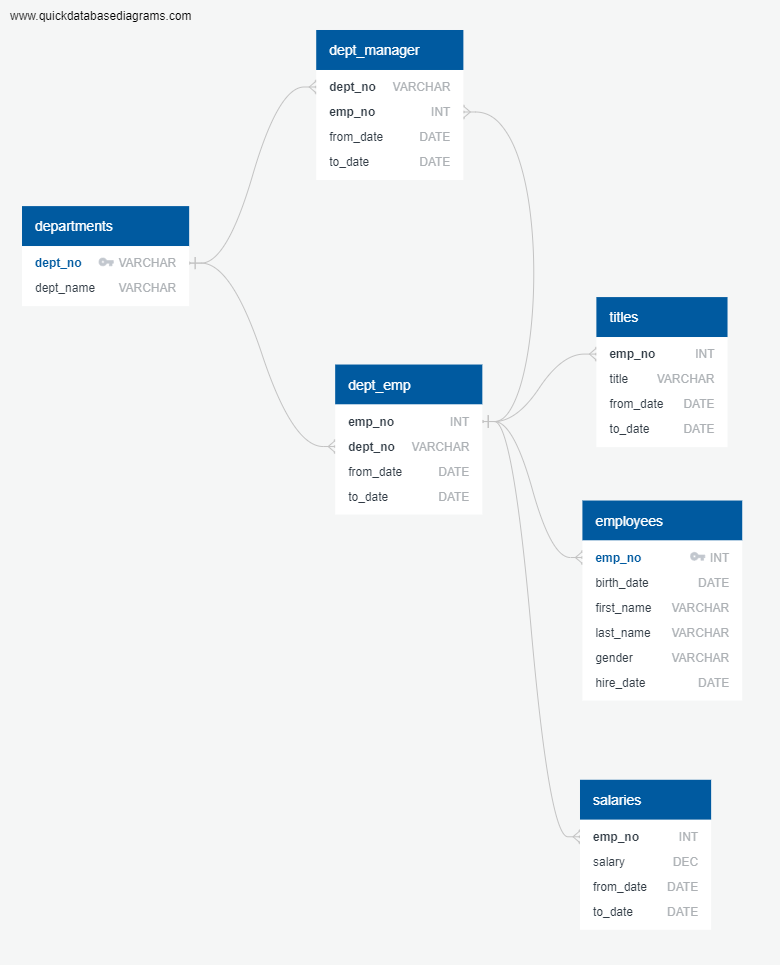 www.quickdatabasediagrams.com
dept_manager
dept_no VARCHAR
emp_no INT
from_date DATE
to_date DATE
departments
dept_no VARCHAR
dept_name VARCHAR
titles
emp_no INT
title VARCHAR
from_date DATE
to_date DATE
dept_emp
emp_no INT
dept_no VARCHAR
from_date DATE
to_date DATE
employees
emp_no INT
birth_date DATE
first_name VARCHAR
last_name VARCHAR
gender VARCHAR
hire_date DATE
salaries
emp_no INT
salary DEC
from_date DATE
to_date DATE